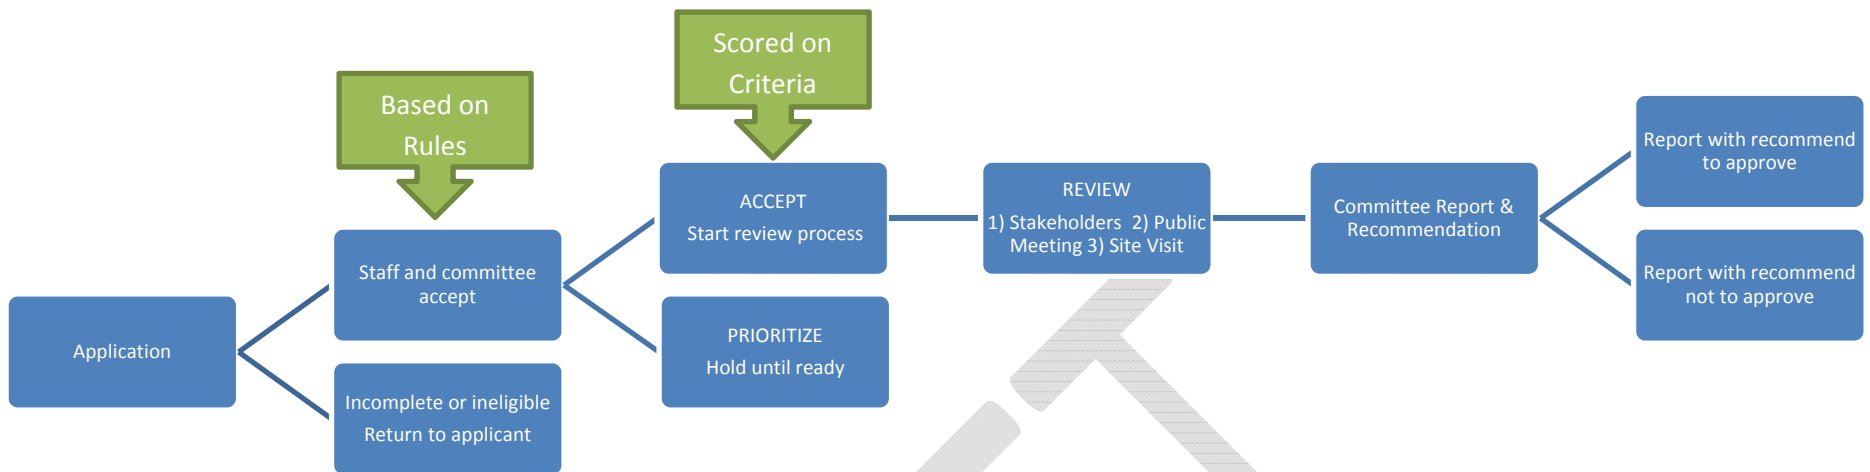 Scored on
Criteria
Based on
Rules
Application
Staff and committee
accept
Incomplete or ineligible
Return to applicant
ACCEPT
Start review process
PRIORITIZE
Hold until ready
REVIEW
1) Stakeholders  2) Public
Meeting 3) Site Visit
Committee Report &
Recommendation
Report with recommend
to approve
Report with recommend
not to approve